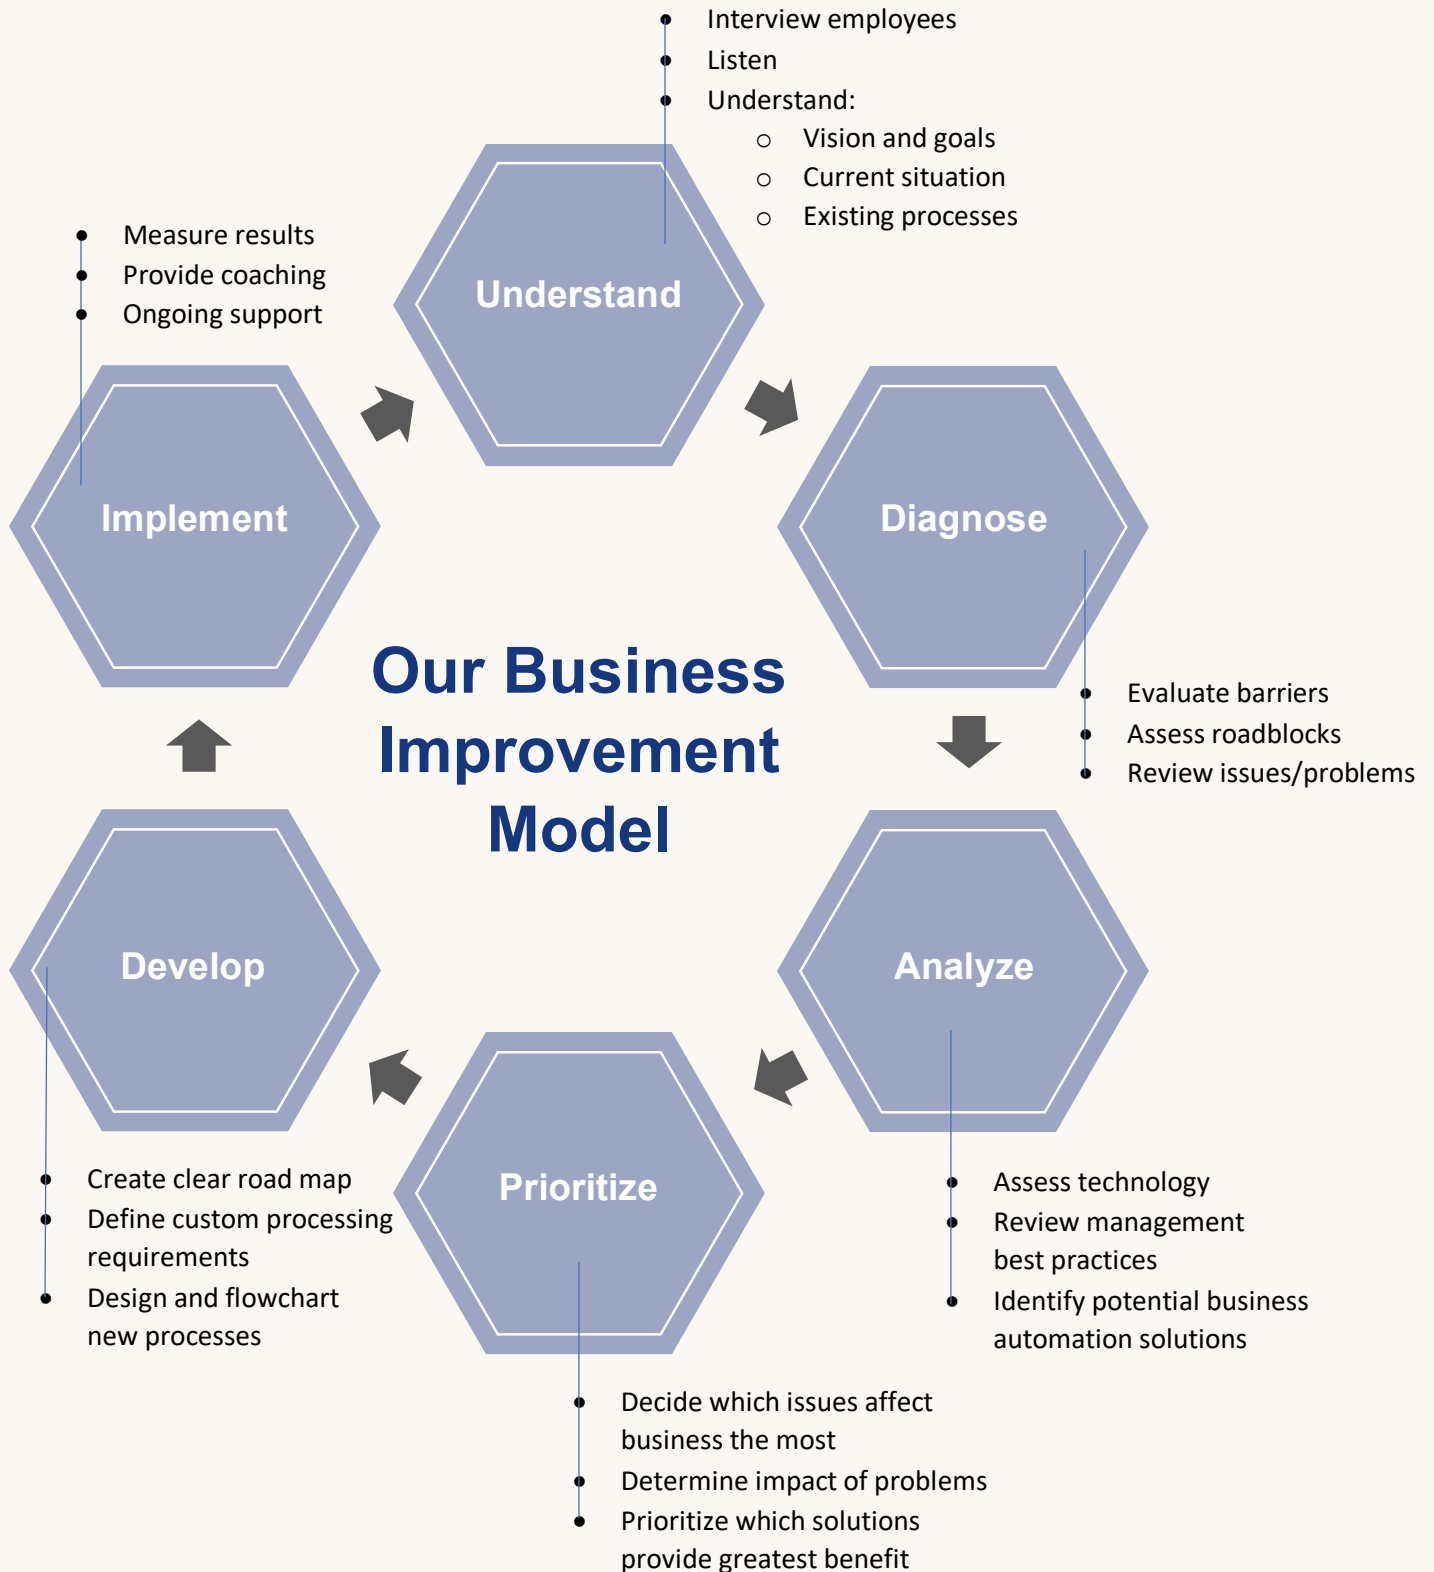 • Interview employees
• Listen
• Understand:
o Vision and goals
o Current situation
o Existing processes
Understand
• Measure results
• Provide coaching
• Ongoing support
Implement
Diagnose
• Evaluate barriers
• Assess roadblocks
• Review issues/problems
Our Business
Improvement
Model
Develop
• Create clear road map
• Define custom processing
requirements
• Design and flowchart
new processes
Analyze
• Assess technology
• Review management
best practices
• Identify potential business
automation solutions
Prioritize
• Decide which issues affect
business the most
• Determine impact of problems
• Prioritize which solutions
provide greatest benefit